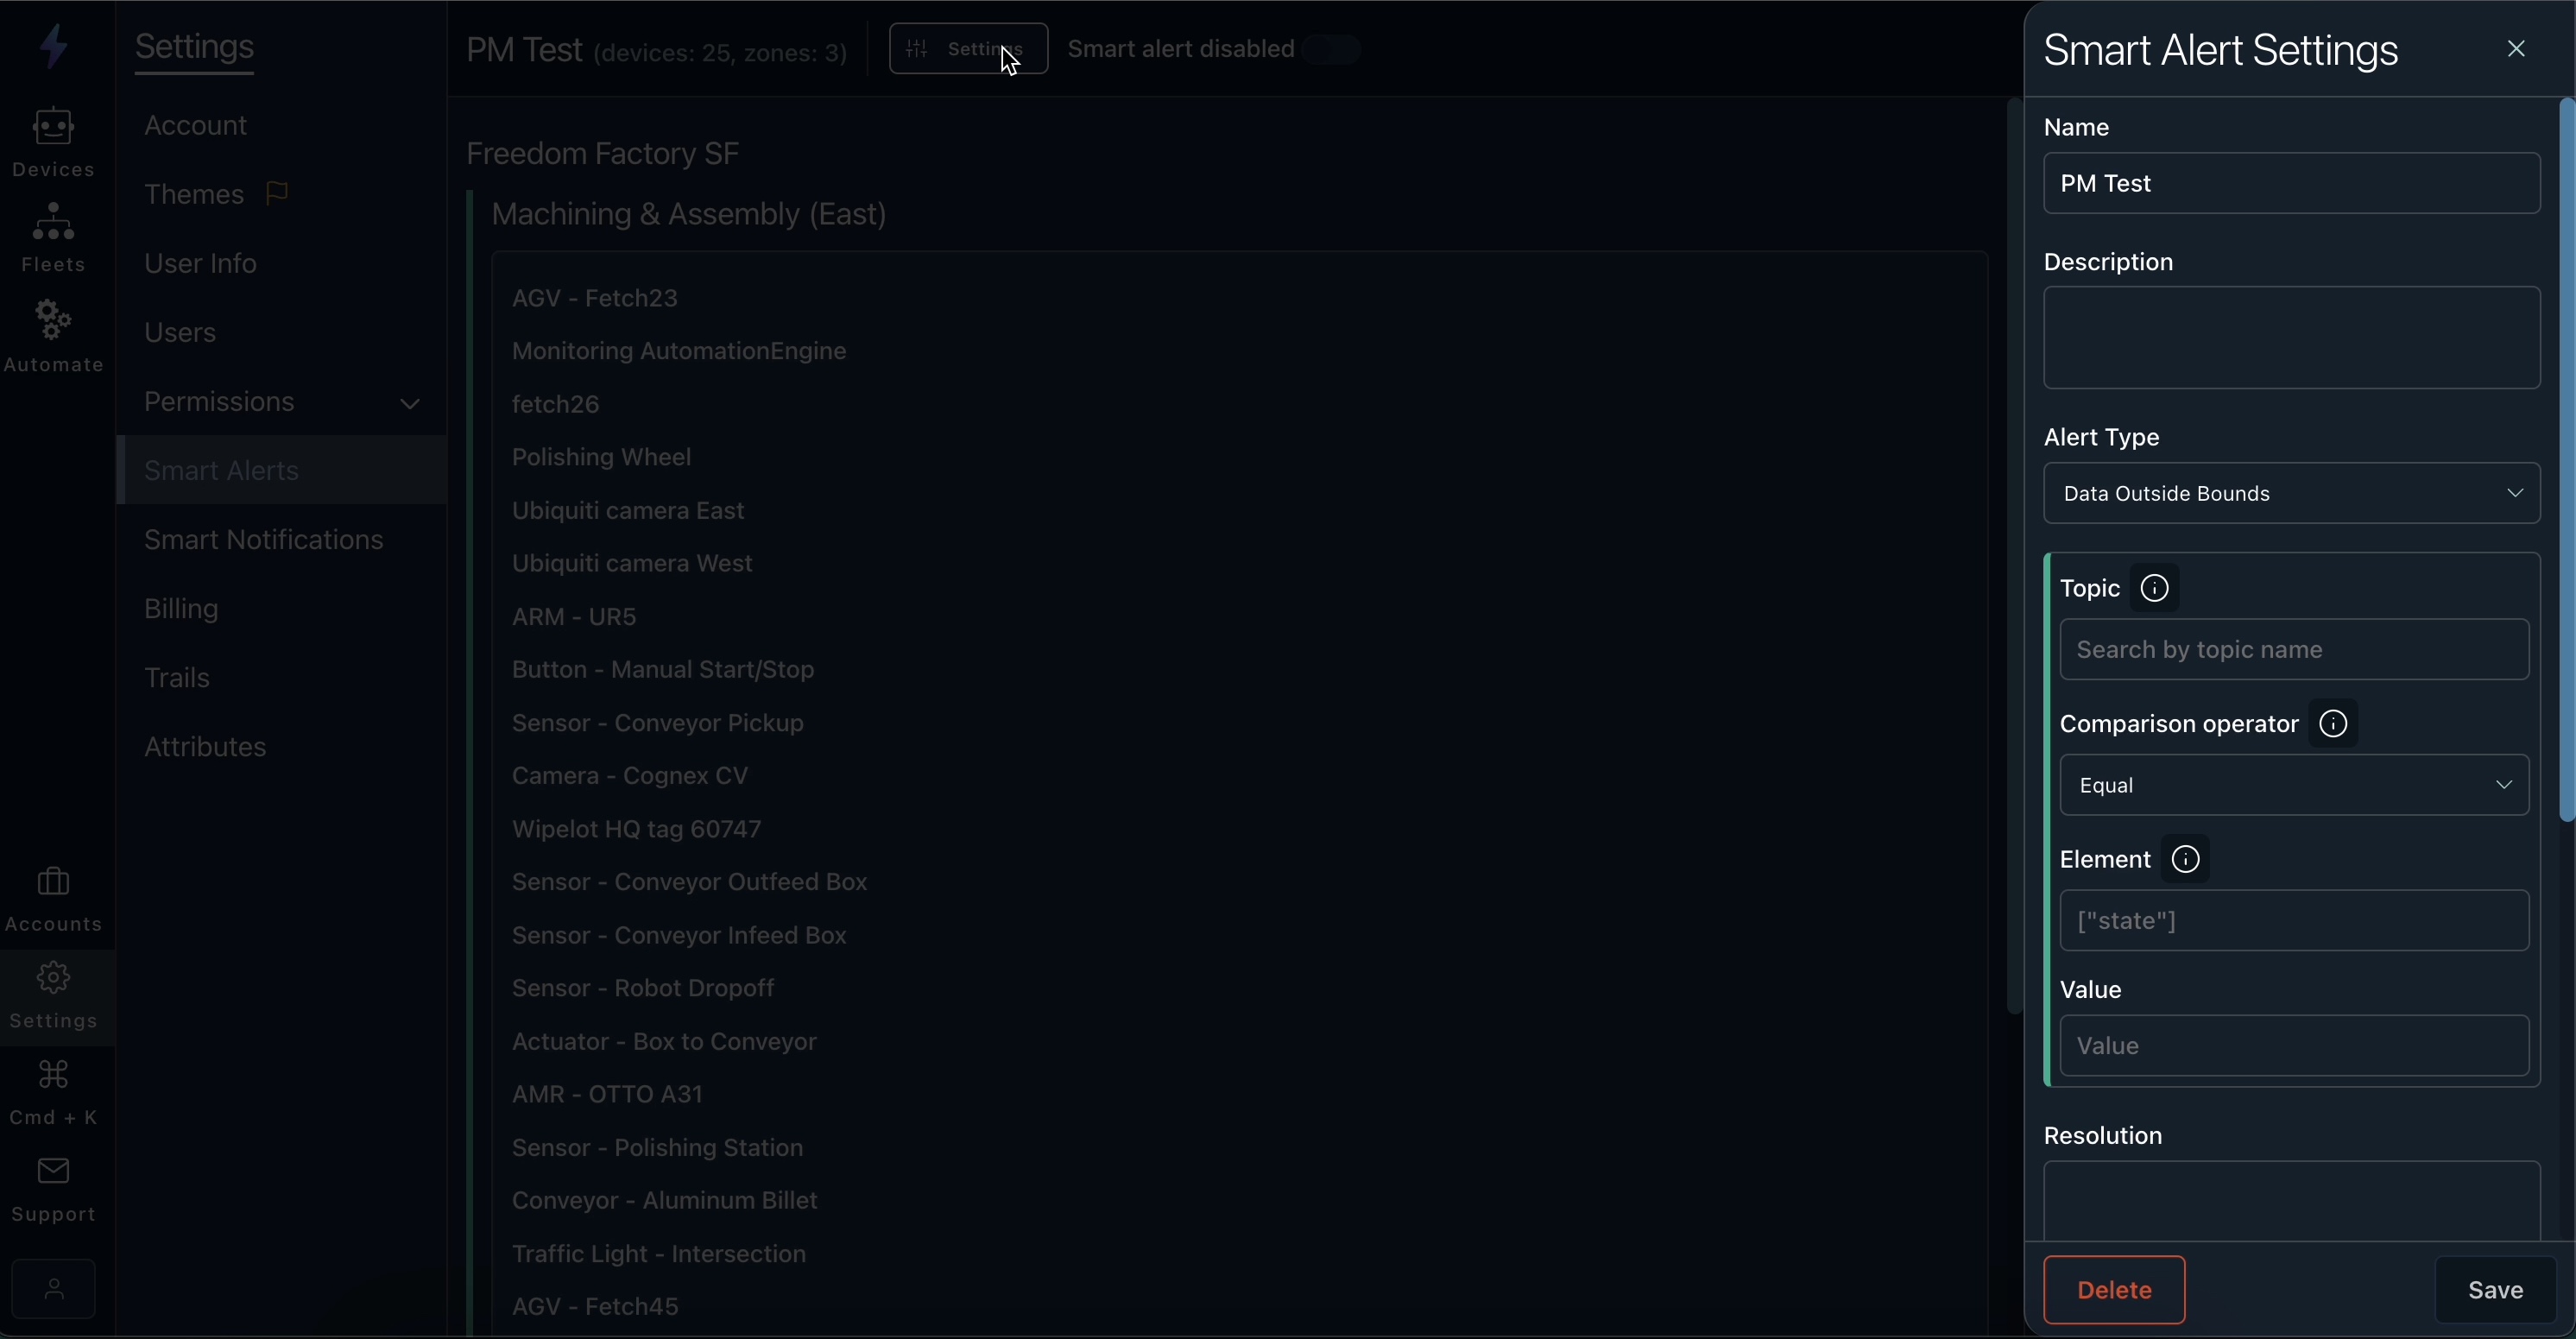 Devices
Fleets
Automate
Accounts
Settings
Cmd + K
Support
Settings
Account
Themes
User Info
Users
Permissions
Smart Alerts
Smart Notifications
Billing
Trails
Attributes
PM Test (devices: 25, zones: 3)
Settings
Smart alert disabled
Freedom Factory SF
Machining & Assembly (East)
AGV - Fetch23
Monitoring AutomationEngine
fetch26
Polishing Wheel
Ubiquiti camera East
Ubiquiti camera West
ARM - UR5
Button - Manual Start/Stop
Sensor - Conveyor Pickup
Camera - Cognex CV
Wipelot HQ tag 60747
Sensor - Conveyor Outfeed Box
Sensor - Conveyor Infeed Box
Sensor - Robot Dropoff
Actuator - Box to Conveyor
AMR - OTTO A31
Sensor - Polishing Station
Conveyor - Aluminum Billet
Traffic Light - Intersection
AGV - Fetch45
Smart Alert Settings
Name
PM Test
Description
Alert Type
Data Outside Bounds
Topic
Search by topic name
Comparison operator
Equal
Element
["state"]
Value
Value
Resolution
Delete
Save